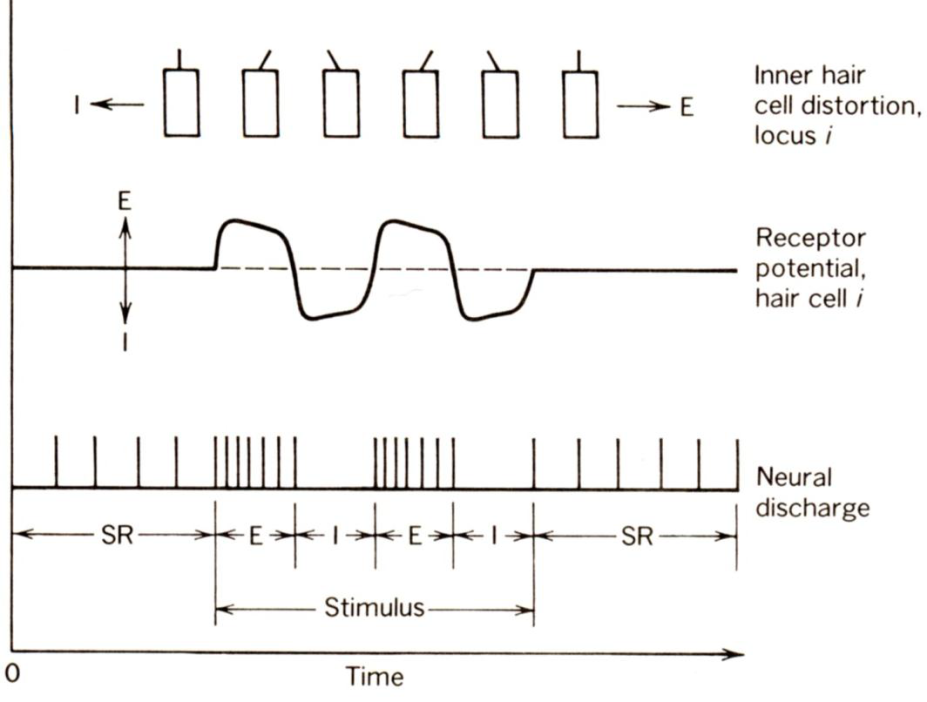 I
E
Inner hair
cell distortion,
locus i
E
I
Receptor
potential,
hair cell i
Neural
discharge
SR E I E I SR
Stimulus
0
Time